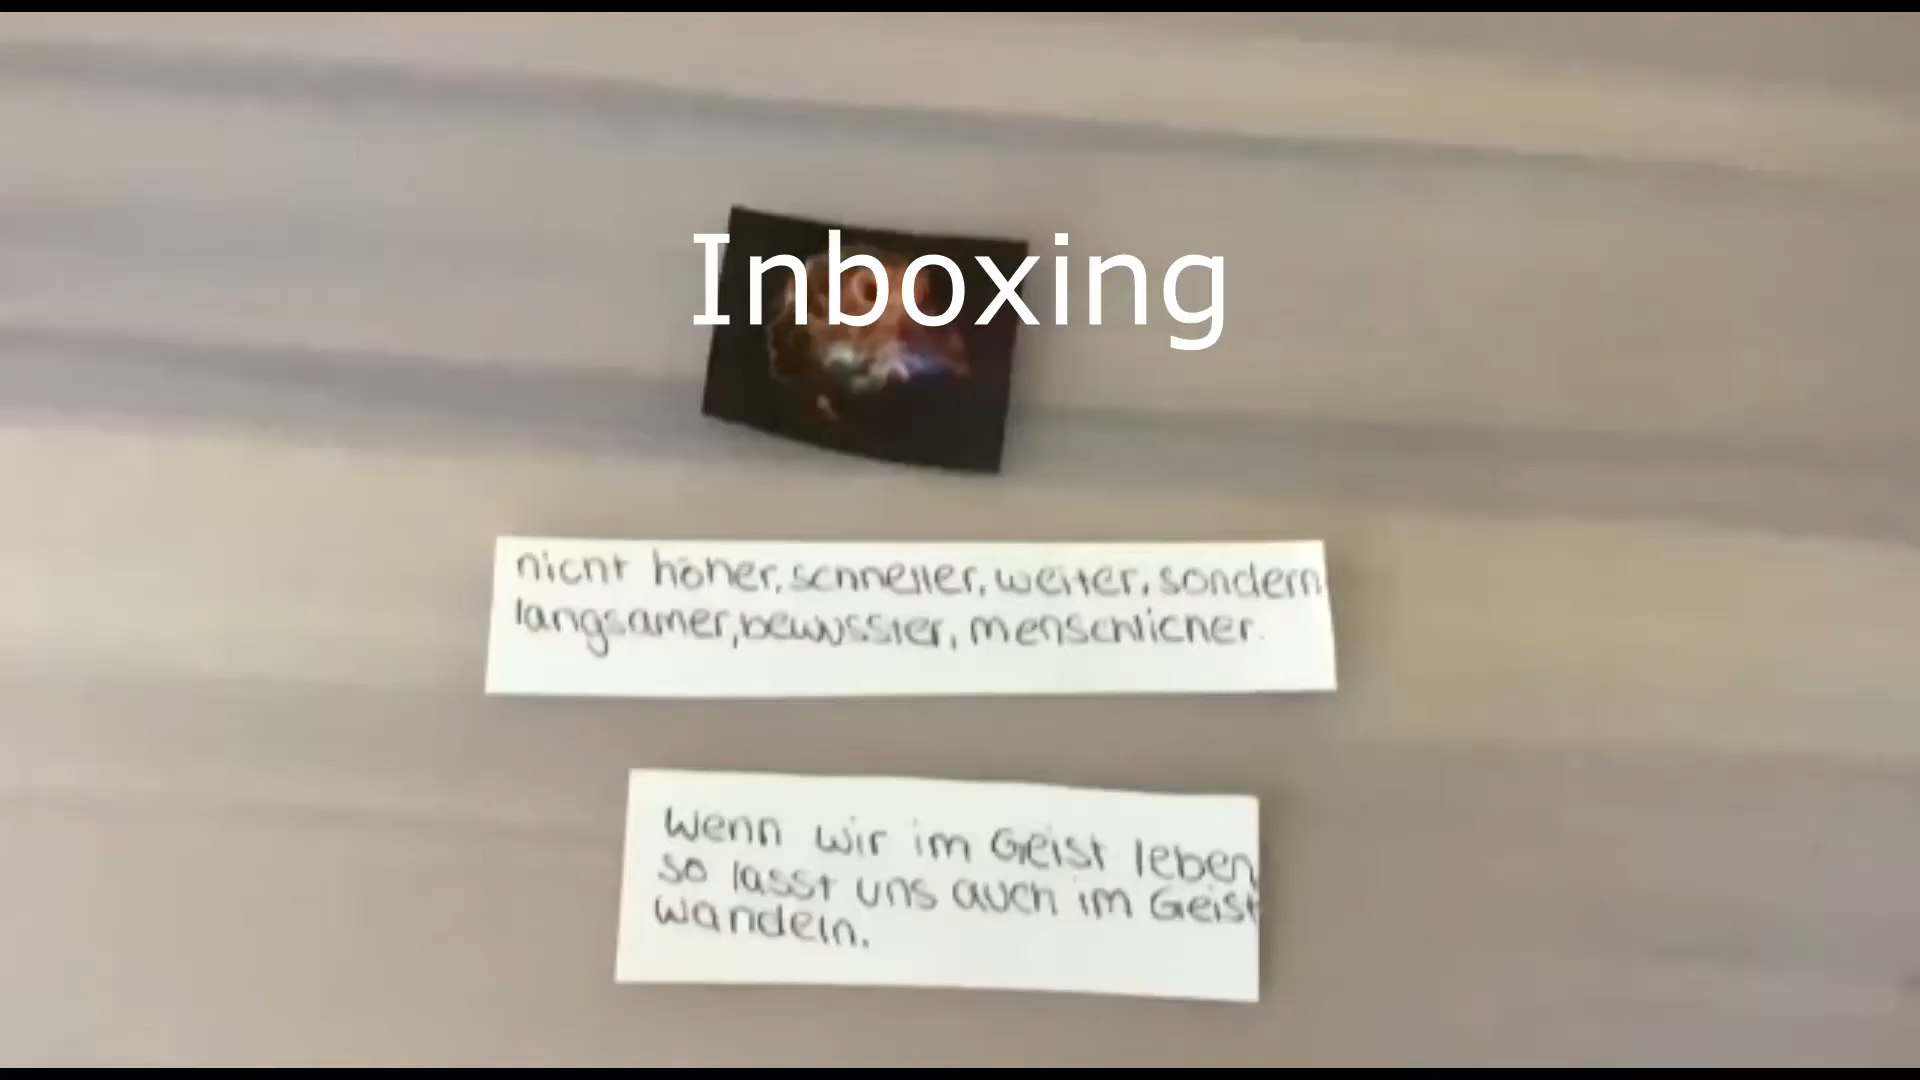 Inboxing
nicht höher, schneller, weiter, sondern
langsamer, bewusster, menschlicher.
Wenn wir im Geist leben,
so lasst uns auch im Geist
wandeln.